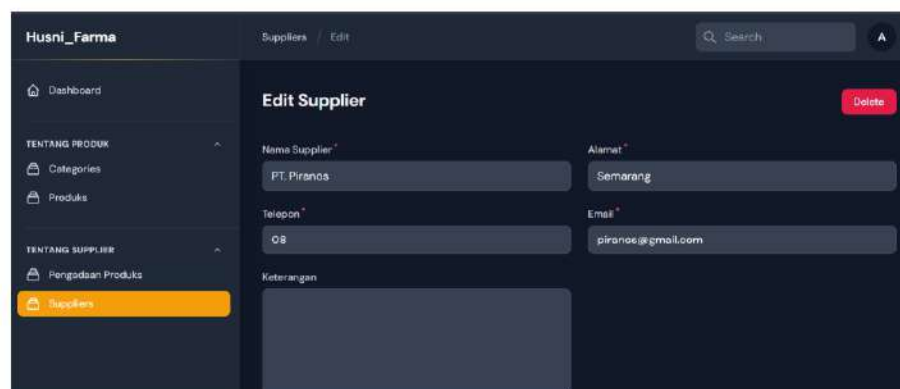 Husni_Farma
Suppliers / Edit
Search
A
Dashboard
Edit Supplier
Delete
TENTANG PRODUK
Categories
Produks
TENTANG SUPPLIER
Pengadaan Produks
Suppliers
Nama Supplier*
PT. Piranos
Alamat*
Semarang
Telepon*
08
Email*
piranos@gmail.com
Keterangan